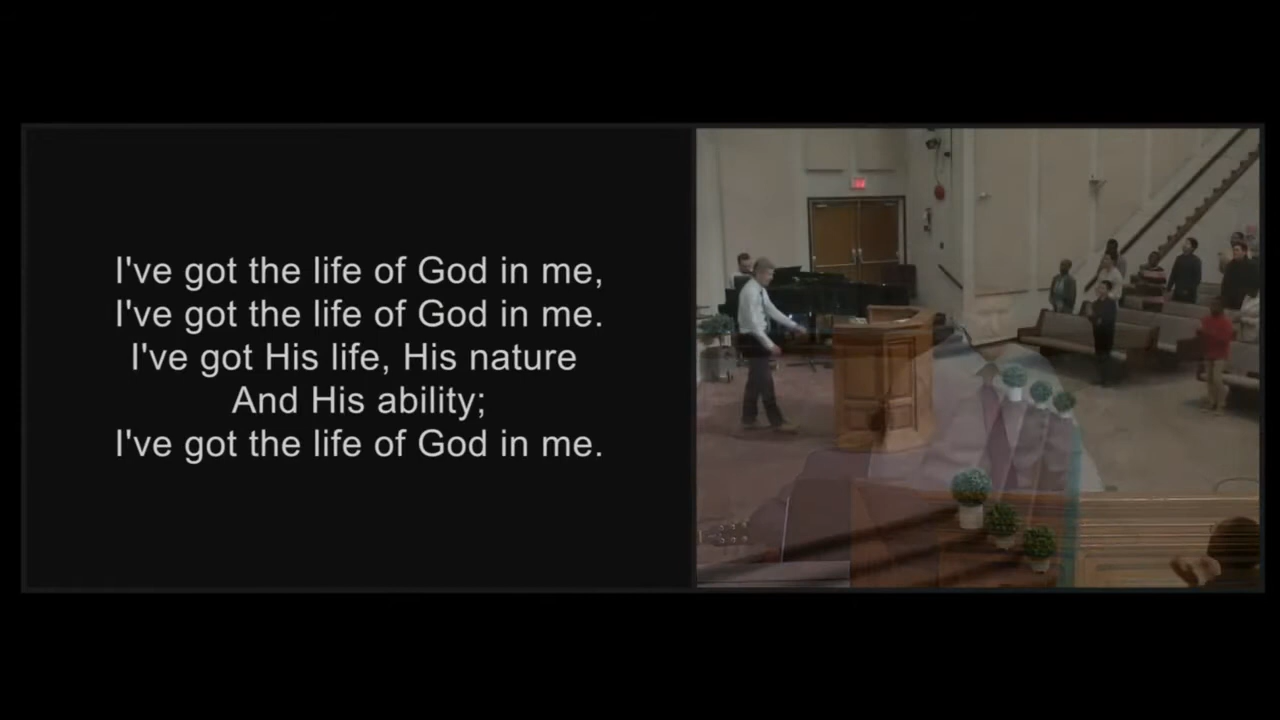 I've got the life of God in me,
I've got the life of God in me.
I've got His life, His nature
And His ability;
I've got the life of God in me.